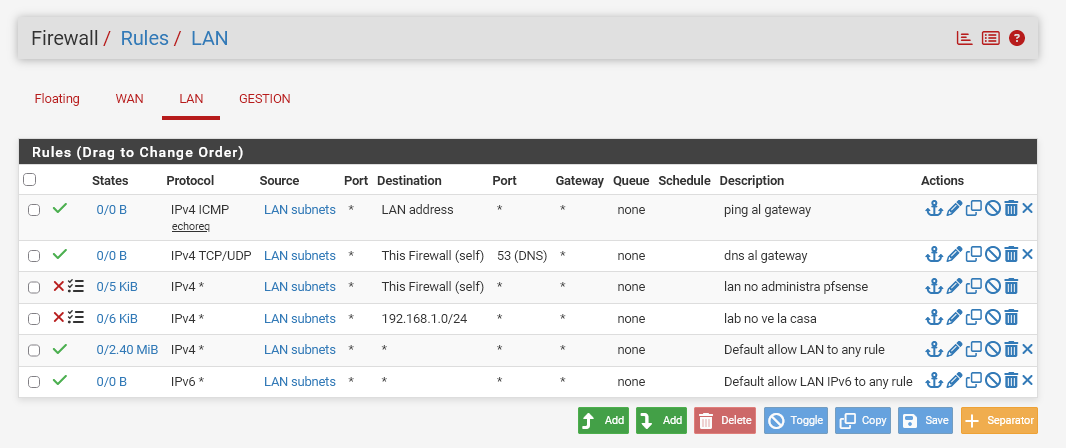 Firewall / Rules / LAN
Floating WAN LAN GESTION
Rules (Drag to Change Order)
States Protocol Source Port Destination Port Gateway Queue Schedule Description Actions
0/0 B IPv4 ICMP LAN subnets * LAN address * * none ping al gateway
echoreq
0/0 B IPv4 TCP/UDP LAN subnets * This Firewall (self) 53 (DNS) * none dns al gateway
0/5 KiB IPv4 * LAN subnets * This Firewall (self) * * none lan no administra pfsense
0/6 KiB IPv4 * LAN subnets * 192.168.1.0/24 * * none lab no ve la casa
0/2.40 MiB IPv4 * LAN subnets * * * * none Default allow LAN to any rule
0/0 B IPv6 * LAN subnets * * * * none Default allow LAN IPv6 to any rule
Add Add Delete Toggle Copy Save Separator